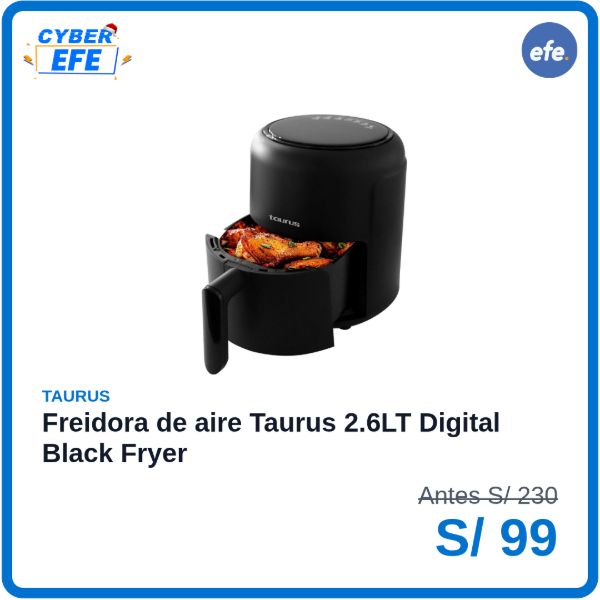 CYBER
EFE
efe.
taurus
TAURUS
Freidora de aire Taurus 2.6LT Digital
Black Fryer
Antes S/ 230
S/ 99